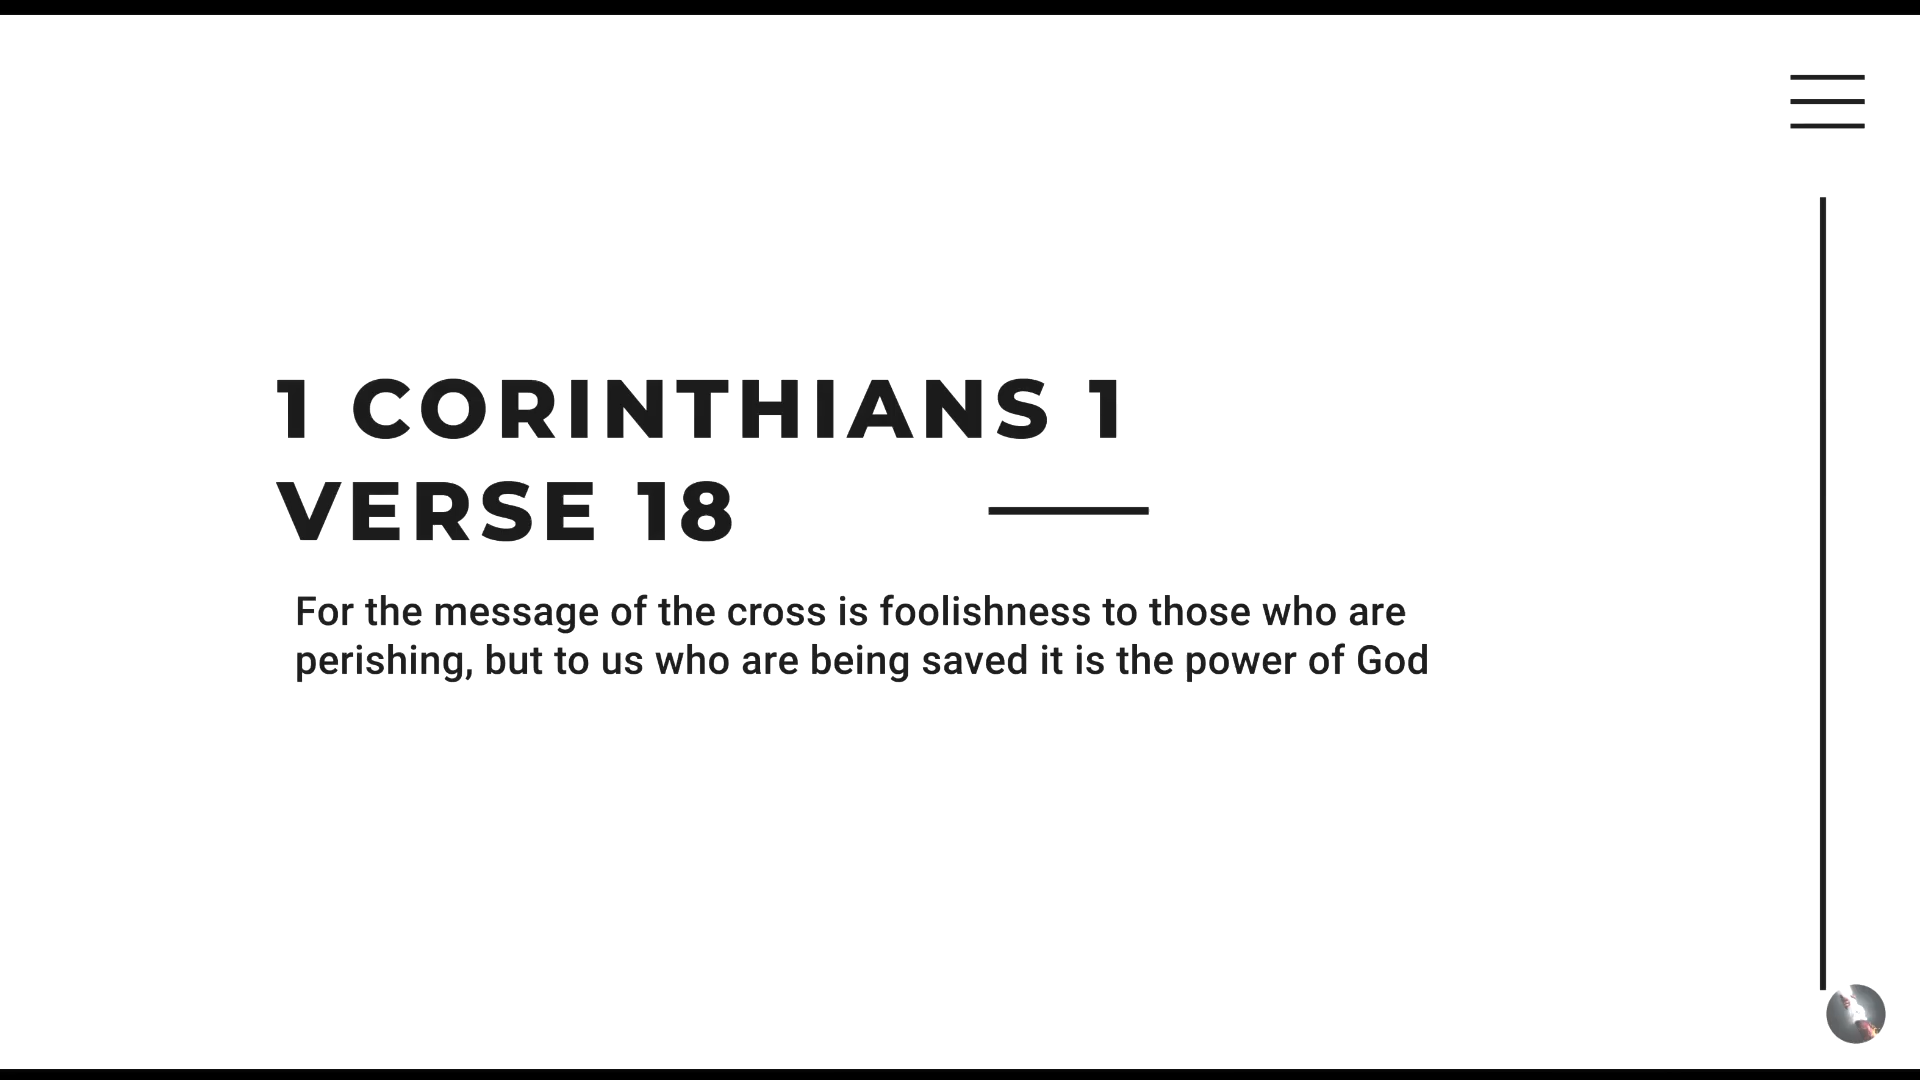 1 CORINTHIANS 1
VERSE 18
For the message of the cross is foolishness to those who are
perishing, but to us who are being saved it is the power of God